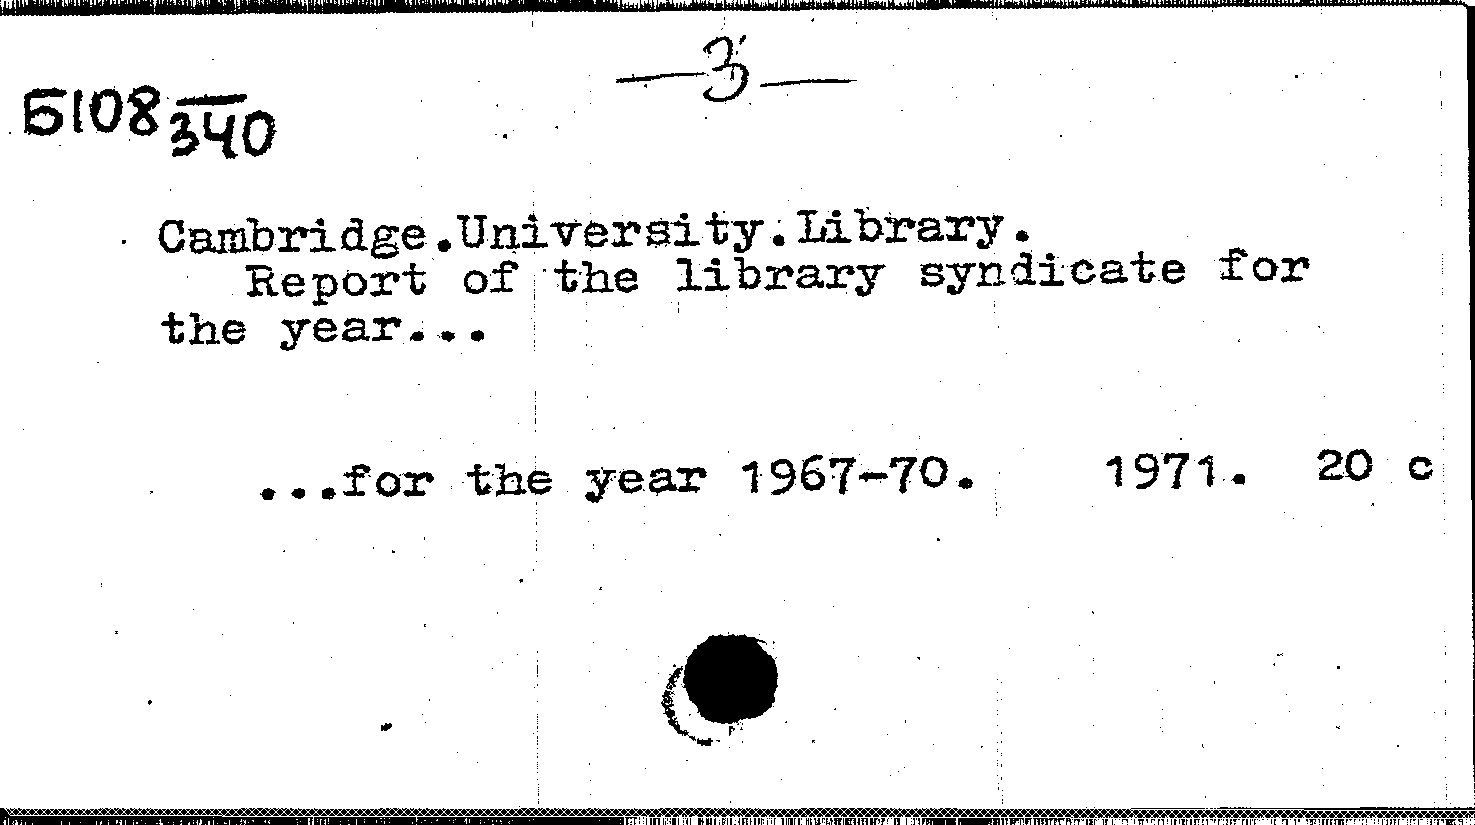 —3—
Б108 340
Cambridge.University.Library.
Report of the library syndicate for
the year...
...for the year 1967-70. 1971. 20 c